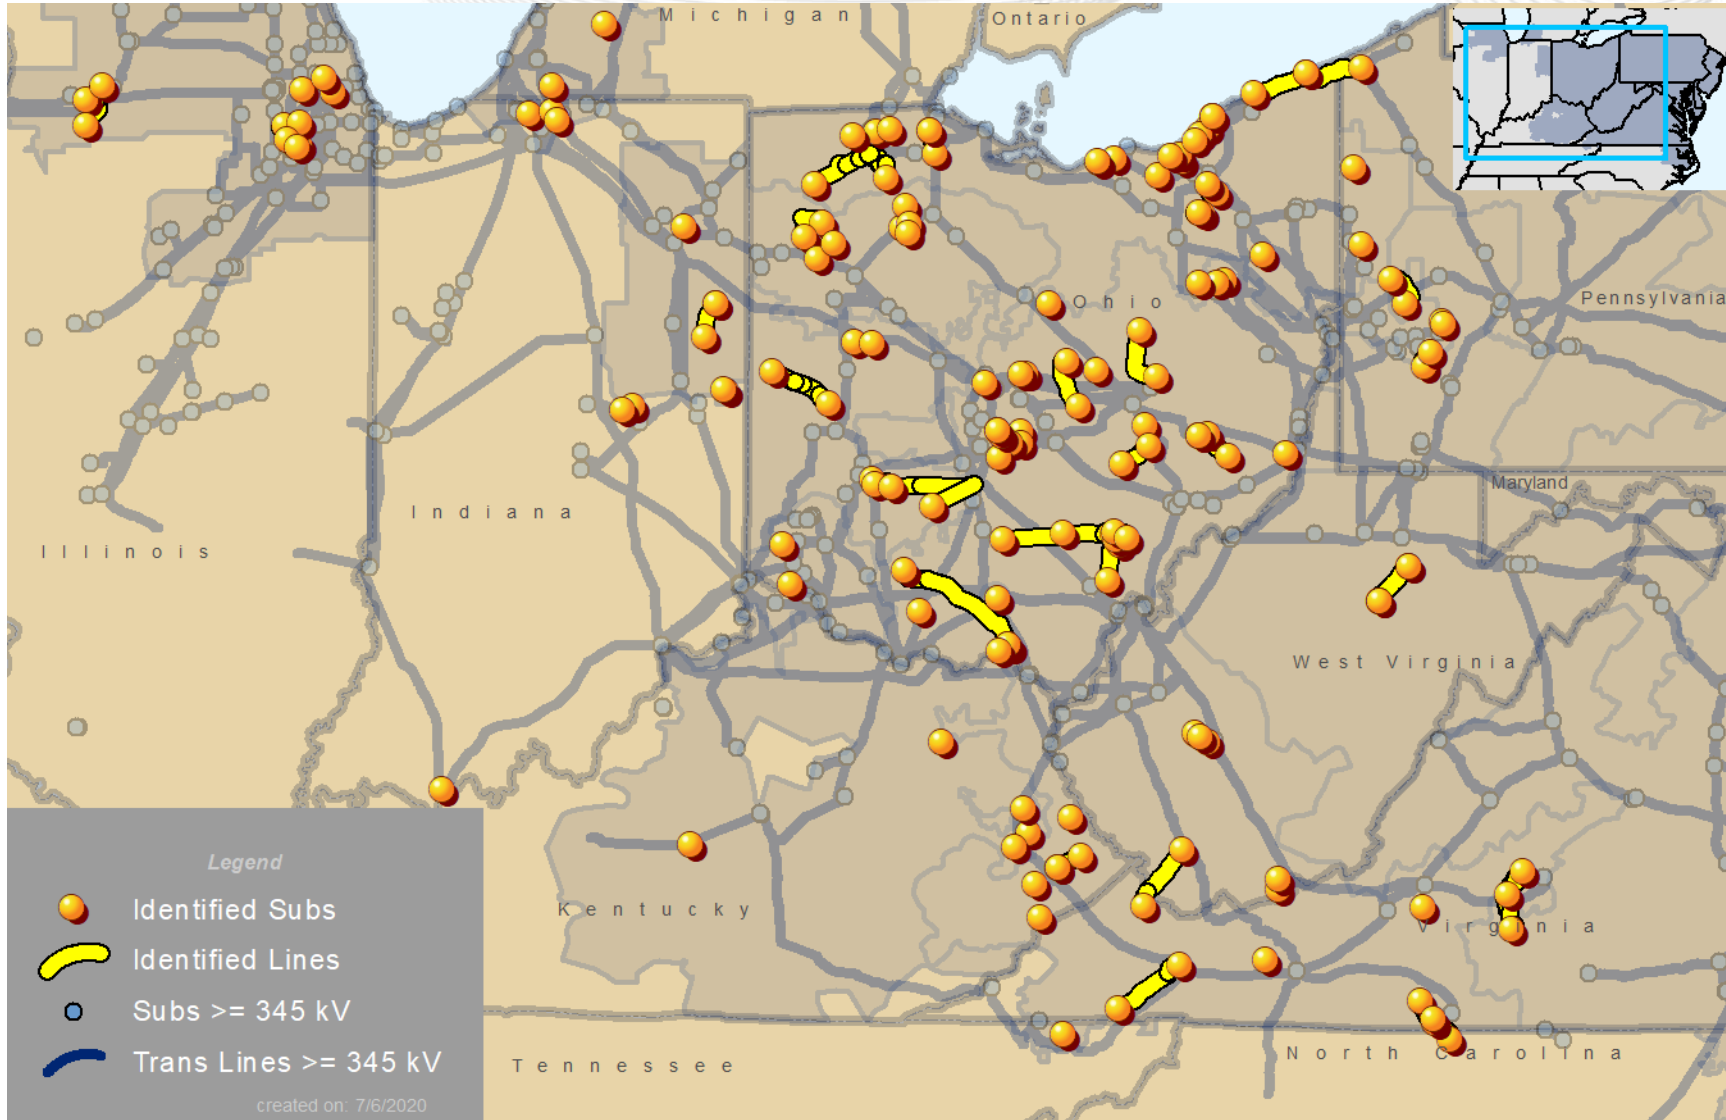 Michigan
Ontario
Ohio
Pennsylvania
Maryland
Indiana
Illinois
West Virginia
Kentucky
Virginia
Tennessee
North Carolina
Legend
Identified Subs
Identified Lines
Subs >= 345 kV
Trans Lines >= 345 kV
created on: 7/6/2020